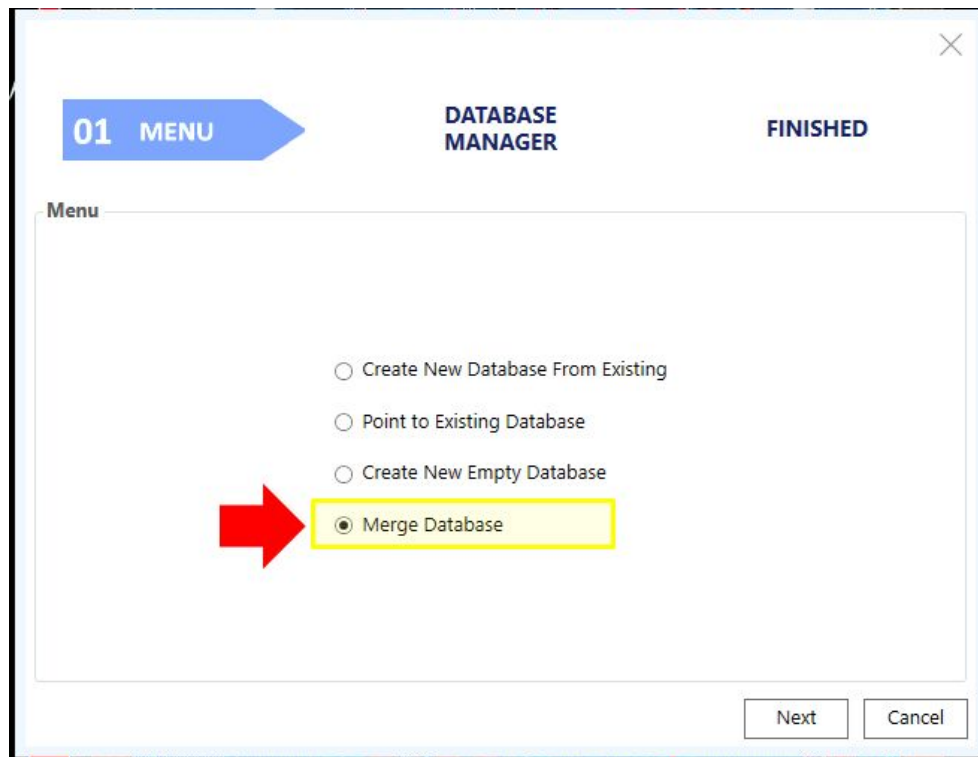 01 MENU
DATABASE
MANAGER
FINISHED
Menu
Create New Database From Existing
Point to Existing Database
Create New Empty Database
Merge Database
Next
Cancel